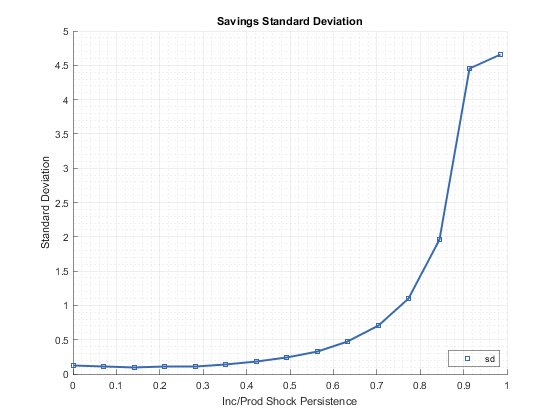 Savings Standard Deviation
5
4.5
4
3.5
3
2.5
2
1.5
1
0.5
0
Standard Deviation
sd
0 0.1 0.2 0.3 0.4 0.5 0.6 0.7 0.8 0.9 1
Inc/Prod Shock Persistence